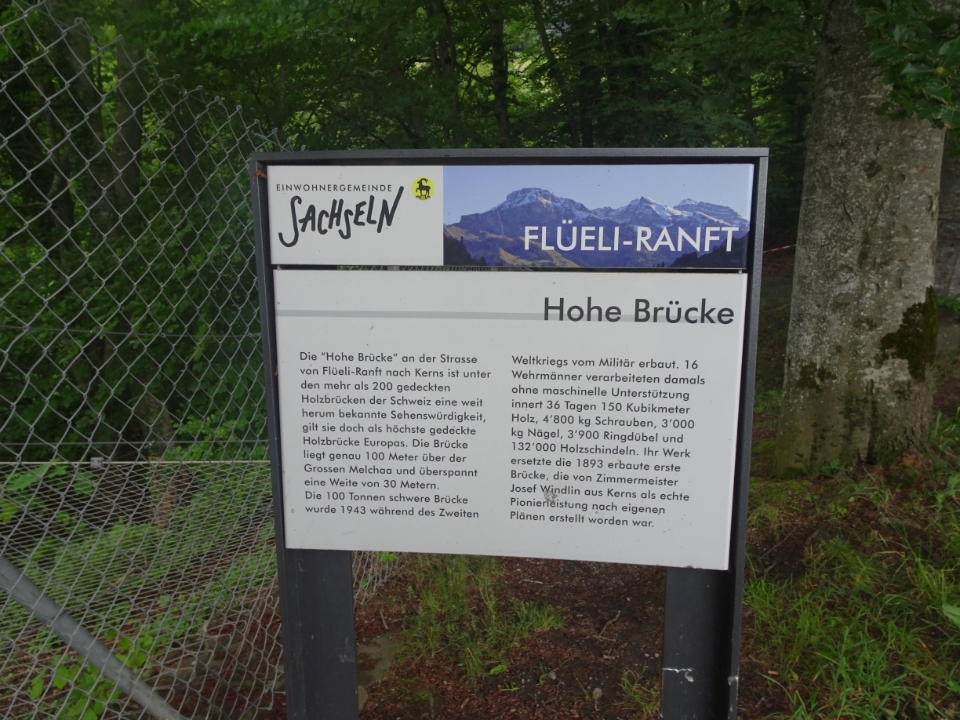 EINWOHNERGEMEINDE
SACHSELN
FLÜELI-RANFT
Hohe Brücke
Die "Hohe Brücke" an der Strasse
von Flüeli-Ranft nach Kerns ist unter
den mehr als 200 gedeckten
Holzbrücken der Schweiz eine weit
herum bekannte Sehenswürdigkeit,
gilt sie doch als höchste gedeckte
Holzbrücke Europas. Die Brücke
liegt genau 100 Meter über der
Grossen Melchaa und überspannt
eine Weite von 30 Metern.
Die 100 Tonnen schwere Brücke
wurde 1943 während des Zweiten
Weltkriegs vom Militär erbaut. 16
Wehrmänner verarbeiteten damals
ohne maschinelle Unterstützung
innert 36 Tagen 150 Kubikmeter
Holz, 4'800 kg Schrauben, 3'000
kg Nägel, 3'900 Ringdübel und
132'000 Holzschindeln. Ihr Werk
ersetzte die 1893 erbaute erste
Brücke, die von Zimmermeister
Josef Windlin aus Kerns als echte
Pionierleistung nach eigenen
Plänen erstellt worden war.